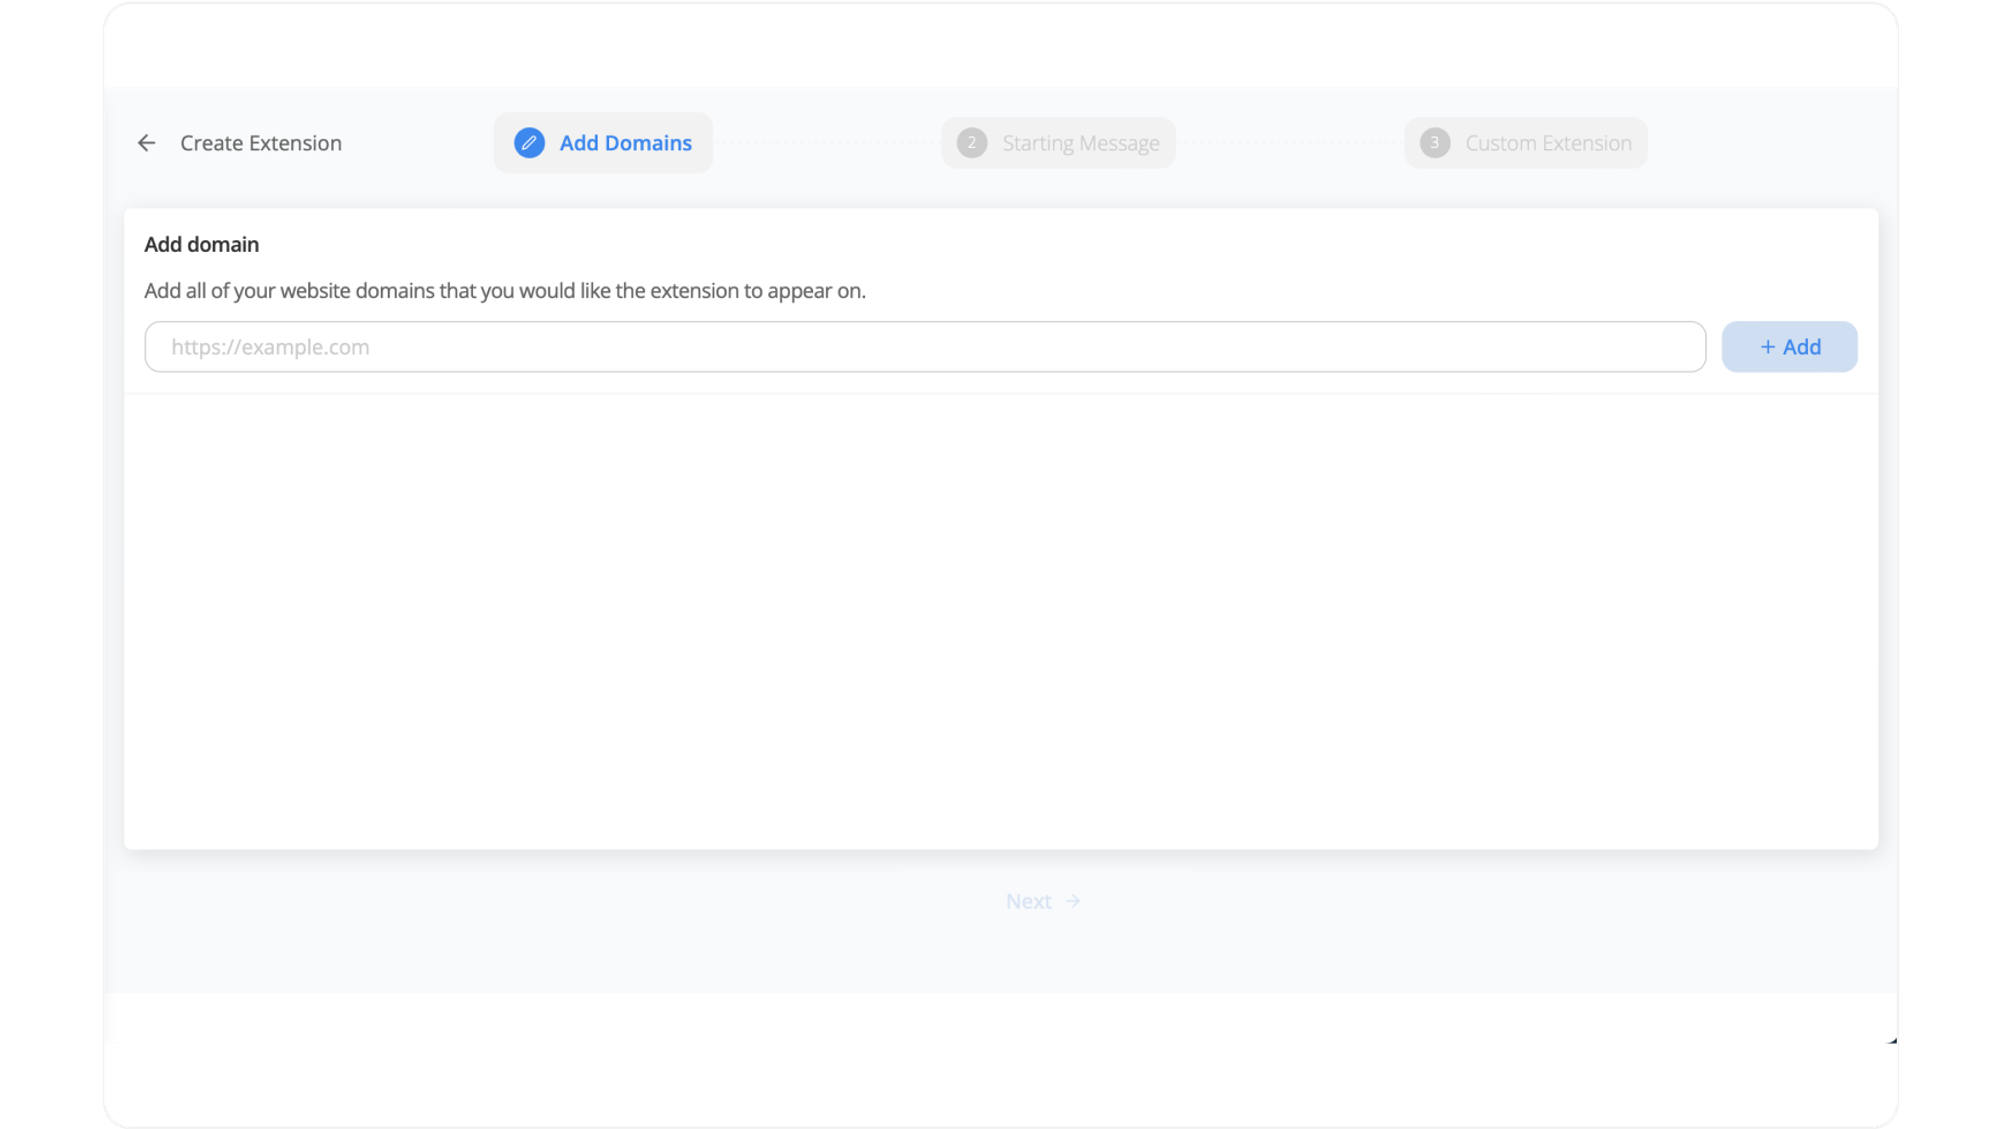 Create Extension
Add Domains
2 Starting Message
3 Custom Extension
Add domain
Add all of your website domains that you would like the extension to appear on.
https://example.com
+ Add
Next →